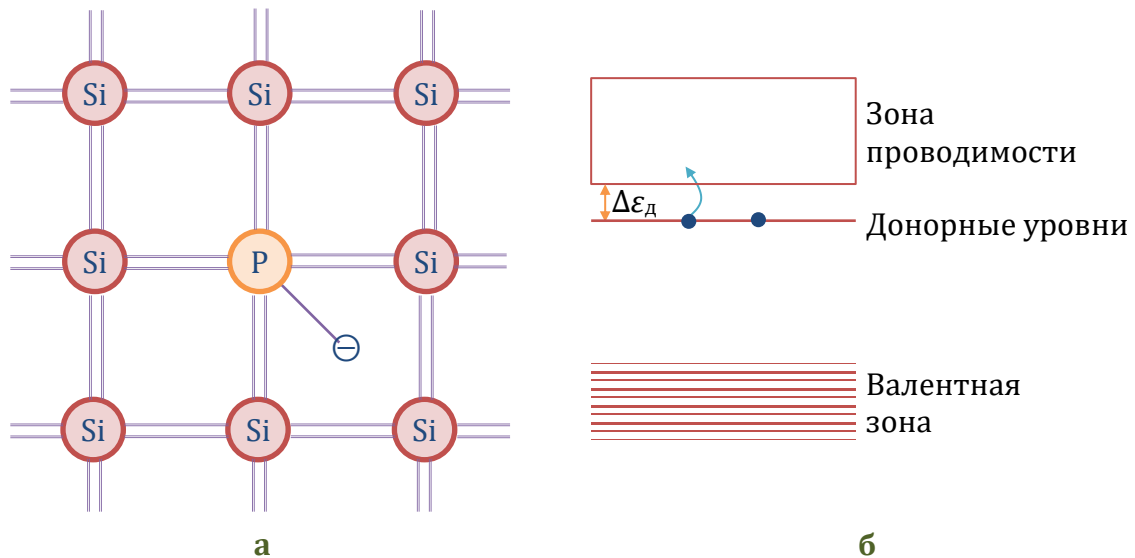 Si Si Si
Si P Si
−
Si Si Si
а
Зона
проводимости
Δεд
Донорные уровни
Валентная
зона
б